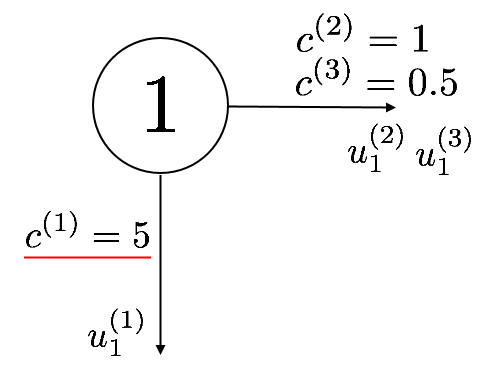 c^{(2)} = 1
c^{(3)} = 0.5
1
u_1^{(2)} u_1^{(3)}
c^{(1)} = 5
u_1^{(1)}